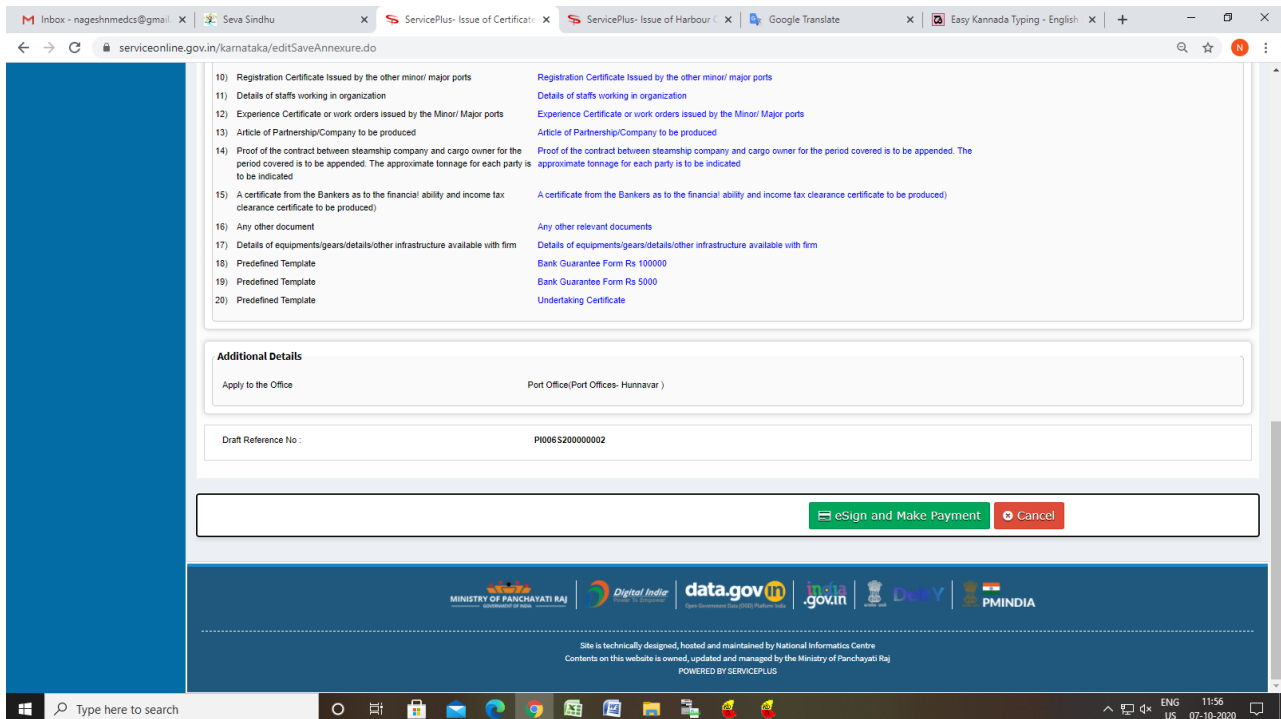 Inbox - nageshnmedcs@gmail.
Seva Sindhu
ServicePlus- Issue of Certificate
ServicePlus- Issue of Harbour C
Google Translate
Easy Kannada Typing - English
serviceonline.gov.in/karnataka/editSaveAnnexure.do
N
10) Registration Certificate Issued by the other minor/ major ports Registration Certificate Issued by the other minor/ major ports
11) Details of staffs working in organization Details of staffs working in organization
12) Experience Certificate or work orders issued by the Minor/ Major ports Experience Certificate or work orders issued by the Minor/ Major ports
13) Article of Partnership/Company to be produced Article of Partnership/Company to be produced
14) Proof of the contract between steamship company and cargo owner for the Proof of the contract between steamship company and cargo owner for the period covered is to be appended. The
period covered is to be appended. The approximate tonnage for each party is approximate tonnage for each party is to be indicated
to be indicated
15) A certificate from the Bankers as to the financial ability and income tax A certificate from the Bankers as to the financial ability and income tax clearance certificate to be produced)
clearance certificate to be produced)
16) Any other document Any other relevant documents
17) Details of equipments/gears/details/other infrastructure available with firm Details of equipments/gears/details/other infrastructure available with firm
18) Predefined Template Bank Guarantee Form Rs 100000
19) Predefined Template Bank Guarantee Form Rs 5000
20) Predefined Template Undertaking Certificate
Additional Details
Apply to the Office Port Office(Port Offices- Hunnavar )
Draft Reference No : PI006S200000002
eSign and Make Payment Cancel
MINISTRY OF PANCHAYATI RAJ
GOVERNMENT OF INDIA
Digital India
Power To Empower
data.gov in
Open Government Data (OGD) Platform India
india
.gov.in
DeitY
PMINDIA
Site is technically designed, hosted and maintained by National Informatics Centre
Contents on this website is owned, updated and managed by the Ministry of Panchayati Raj
POWERED BY SERVICEPLUS
Type here to search
ENG
US
11:56
07-10-2020